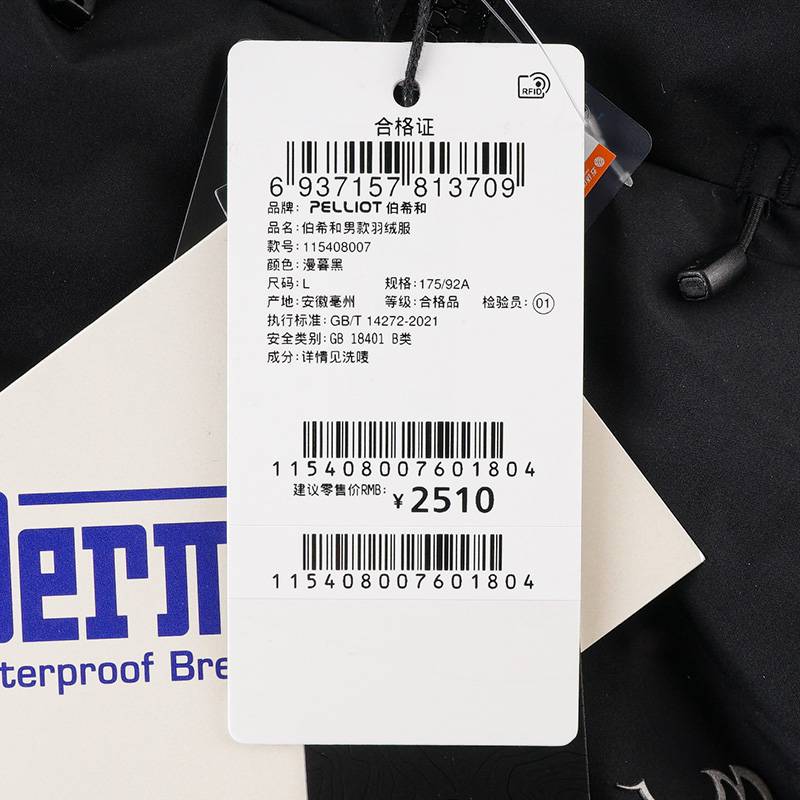 RFID
合格证
6 937157 813709
品牌: PELLIOT 伯希和
品名: 伯希和男款羽绒服
款号: 115408007
颜色: 漫暮黑
尺码: L 规格: 175/92A
产地: 安徽亳州 等级: 合格品 检验员: 01
执行标准: GB/T 14272-2021
安全类别: GB 18401 B类
成分: 详情见洗唛
115408007601804
建议零售价RMB: ¥ 2510
115408007601804
Derm
terproof Bre